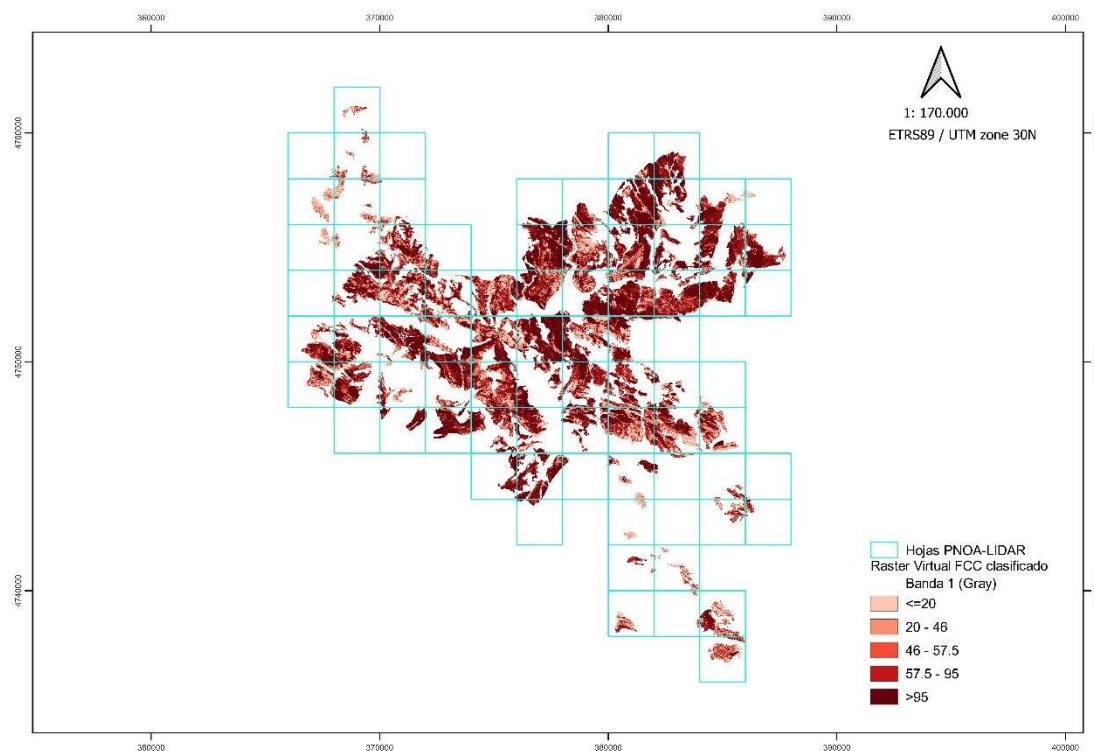 360000 370000 380000 390000 400000
1: 170.000
ETRS89 / UTM zone 30N
4760000
4750000
4740000
Hojas PNOA-LIDAR
Raster Virtual FCC clasificado
Banda 1 (Gray)
<=20
20 - 46
46 - 57.5
57.5 - 95
>95
360000 370000 380000 390000 400000